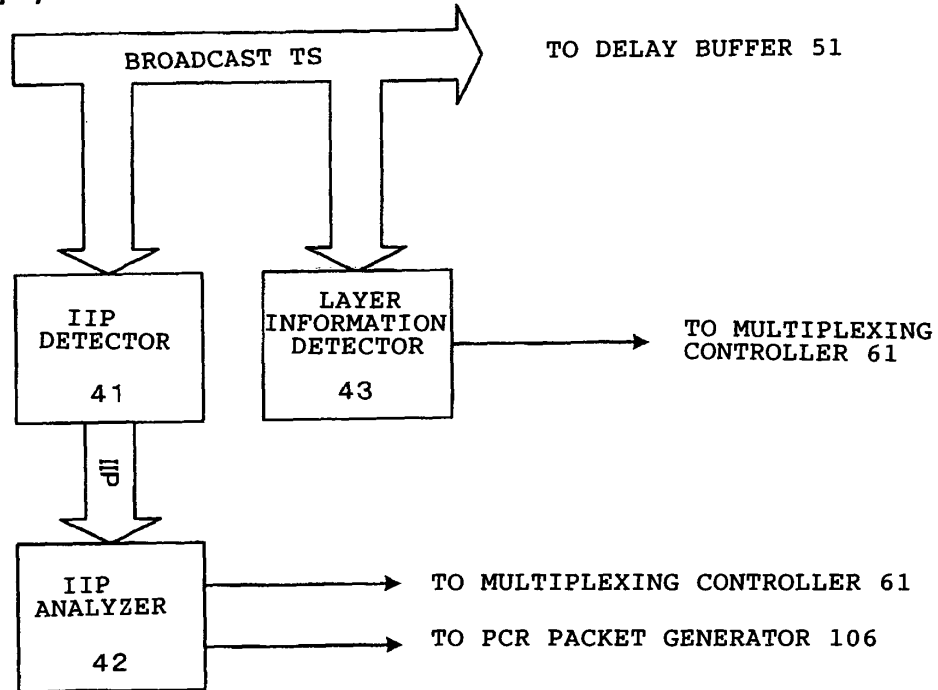 BROADCAST TS
TO DELAY BUFFER 51
IIP
DETECTOR
41
LAYER
INFORMATION
DETECTOR
43
TO MULTIPLEXING
CONTROLLER 61
IIP
IIP
ANALYZER
42
TO MULTIPLEXING CONTROLLER 61
TO PCR PACKET GENERATOR 106